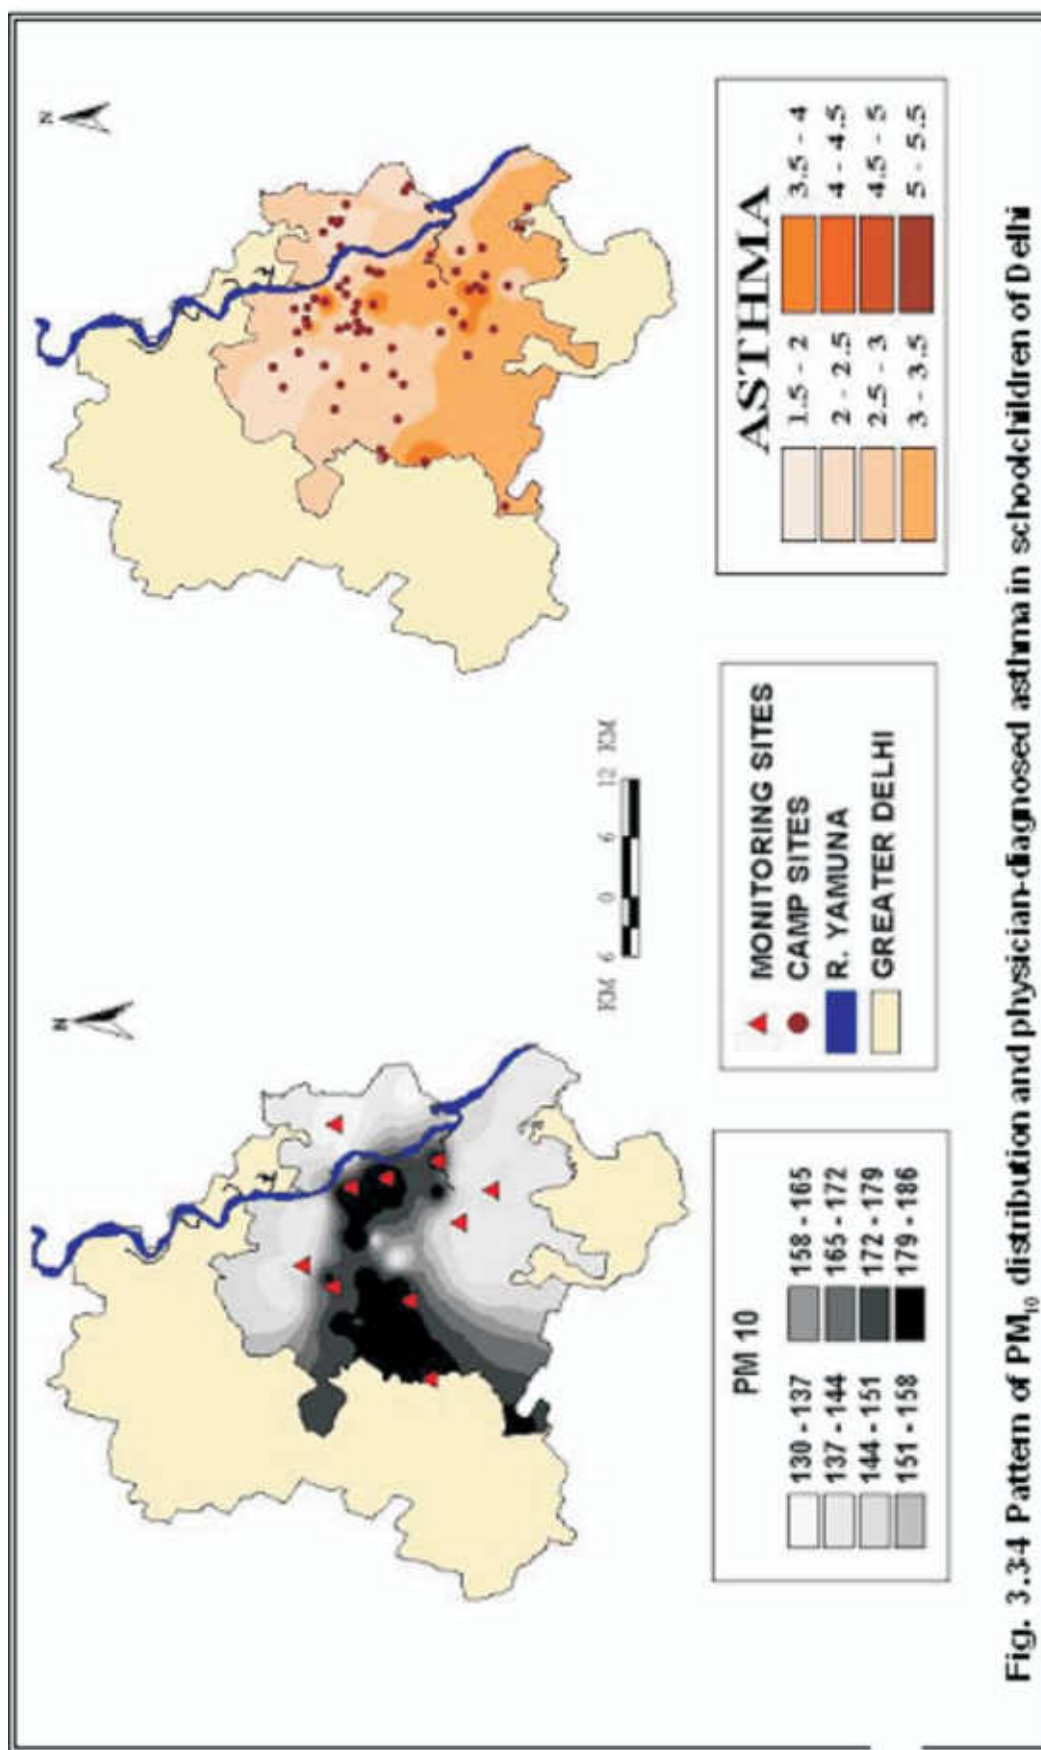 N
N
KM 6 0 6 12 KM
PM 10
130 - 137 158 - 165
137 - 144 165 - 172
144 - 151 172 - 179
151 - 158 179 - 186
MONITORING SITES
CAMP SITES
R. YAMUNA
GREATER DELHI
ASTHMA
1.5 - 2 3.5 - 4
2 - 2.5 4 - 4.5
2.5 - 3 4.5 - 5
3 - 3.5 5 - 5.5
Fig. 3.34 Pattern of PM₁₀ distribution and physician-diagnosed asthma in schoolchildren of Delhi